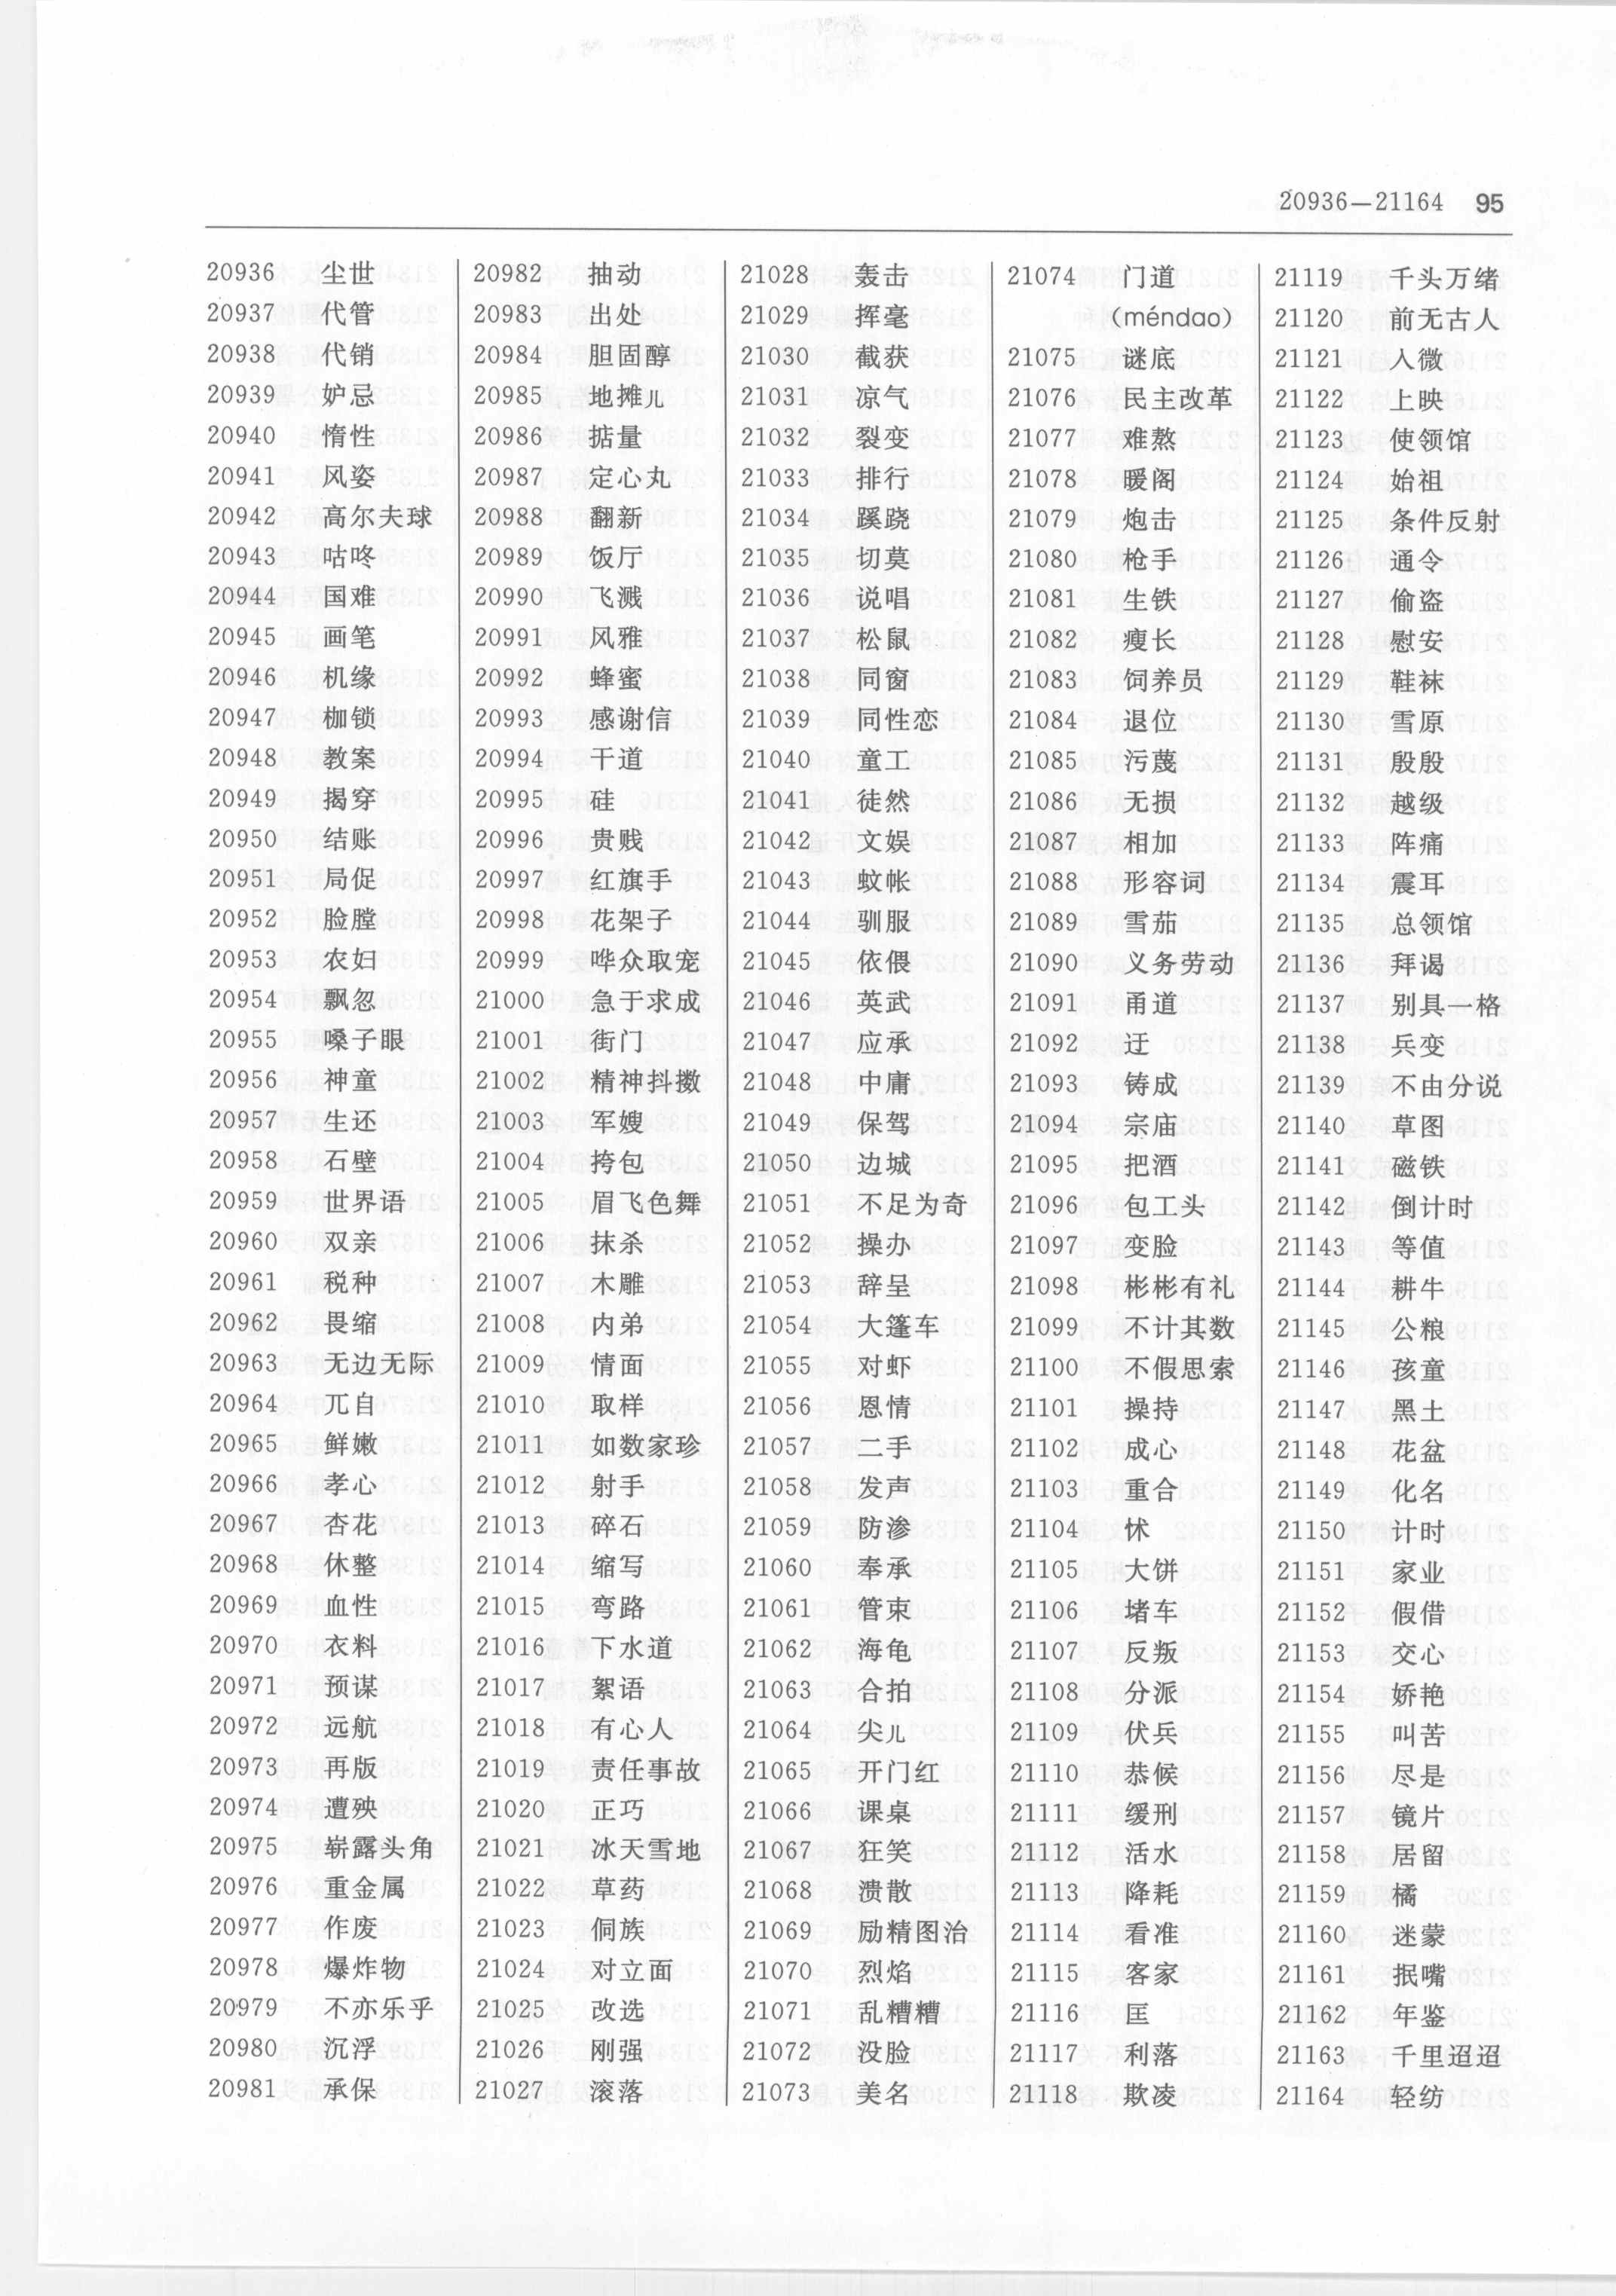 20936—21164 95
20936 尘世
20937 代管
20938 代销
20939 妒忌
20940 惰性
20941 风姿
20942 高尔夫球
20943 咕咚
20944 国难
20945 画笔
20946 机缘
20947 枷锁
20948 教案
20949 揭穿
20950 结账
20951 局促
20952 脸膛
20953 农妇
20954 飘忽
20955 嗓子眼
20956 神童
20957 生还
20958 石壁
20959 世界语
20960 双亲
20961 税种
20962 畏缩
20963 无边无际
20964 兀自
20965 鲜嫩
20966 孝心
20967 杏花
20968 休整
20969 血性
20970 衣料
20971 预谋
20972 远航
20973 再版
20974 遭殃
20975 崭露头角
20976 重金属
20977 作废
20978 爆炸物
20979 不亦乐乎
20980 沉浮
20981 承保
20982 抽动
20983 出处
20984 胆固醇
20985 地摊儿
20986 掂量
20987 定心丸
20988 翻新
20989 饭厅
20990 飞溅
20991 风雅
20992 蜂蜜
20993 感谢信
20994 干道
20995 硅
20996 贵贱
20997 红旗手
20998 花架子
20999 哗众取宠
21000 急于求成
21001 街门
21002 精神抖擞
21003 军嫂
21004 挎包
21005 眉飞色舞
21006 抹杀
21007 木雕
21008 内弟
21009 情面
21010 取样
21011 如数家珍
21012 射手
21013 碎石
21014 缩写
21015 弯路
21016 下水道
21017 絮语
21018 有心人
21019 责任事故
21020 正巧
21021 冰天雪地
21022 草药
21023 侗族
21024 对立面
21025 改选
21026 刚强
21027 滚落
21028 轰击
21029 挥毫
21030 截获
21031 凉气
21032 裂变
21033 排行
21034 蹊跷
21035 切莫
21036 说唱
21037 松鼠
21038 同窗
21039 同性恋
21040 童工
21041 徒然
21042 文娱
21043 蚊帐
21044 驯服
21045 依偎
21046 英武
21047 应承
21048 中庸
21049 保驾
21050 边城
21051 不足为奇
21052 操办
21053 辞呈
21054 大篷车
21055 对虾
21056 恩情
21057 二手
21058 发声
21059 防渗
21060 奉承
21061 管束
21062 海龟
21063 合拍
21064 尖儿
21065 开门红
21066 课桌
21067 狂笑
21068 溃散
21069 励精图治
21070 烈焰
21071 乱糟糟
21072 没脸
21073 美名
21074 门道
(méndao)
21075 谜底
21076 民主改革
21077 难熬
21078 暖阁
21079 炮击
21080 枪手
21081 生铁
21082 瘦长
21083 饲养员
21084 退位
21085 污蔑
21086 无损
21087 相加
21088 形容词
21089 雪茄
21090 义务劳动
21091 甬道
21092 迂
21093 铸成
21094 宗庙
21095 把酒
21096 包工头
21097 变脸
21098 彬彬有礼
21099 不计其数
21100 不假思索
21101 操持
21102 成心
21103 重合
21104 怵
21105 大饼
21106 堵车
21107 反叛
21108 分派
21109 伏兵
21110 恭候
21111 缓刑
21112 活水
21113 降耗
21114 看准
21115 客家
21116 匡
21117 利落
21118 欺凌
21119 千头万绪
21120 前无古人
21121 人微
21122 上映
21123 使领馆
21124 始祖
21125 条件反射
21126 通令
21127 偷盗
21128 慰安
21129 鞋袜
21130 雪原
21131 殷殷
21132 越级
21133 阵痛
21134 震耳
21135 总领馆
21136 拜谒
21137 别具一格
21138 兵变
21139 不由分说
21140 草图
21141 磁铁
21142 倒计时
21143 等值
21144 耕牛
21145 公粮
21146 孩童
21147 黑土
21148 花盆
21149 化名
21150 计时
21151 家业
21152 假借
21153 交心
21154 娇艳
21155 叫苦
21156 尽是
21157 镜片
21158 居留
21159 橘
21160 迷蒙
21161 抿嘴
21162 年鉴
21163 千里迢迢
21164 轻纺